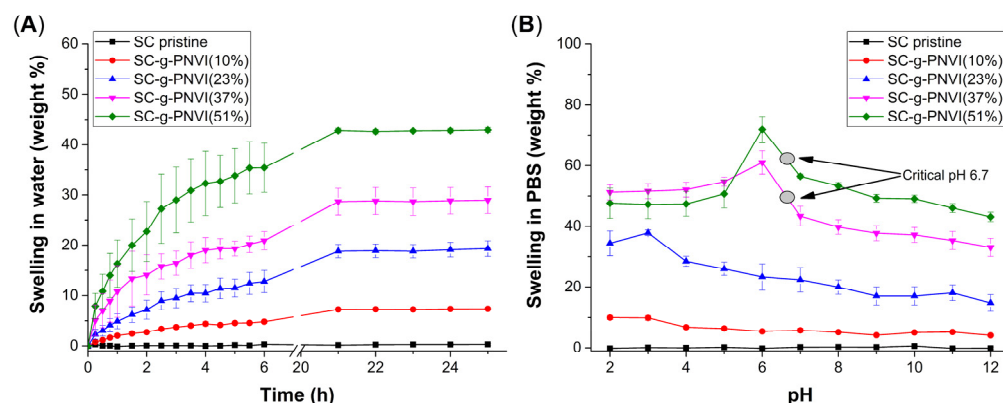 (A)
60
50
40
30
20
10
0
Swelling in water (weight %)
SC pristine
SC-g-PNVI(10%)
SC-g-PNVI(23%)
SC-g-PNVI(37%)
SC-g-PNVI(51%)
0 2 4 6 20 22 24
Time (h)
(B)
100
80
60
40
20
0
Swelling in PBS (weight %)
SC pristine
SC-g-PNVI(10%)
SC-g-PNVI(23%)
SC-g-PNVI(37%)
SC-g-PNVI(51%)
Critical pH 6.7
2 4 6 8 10 12
pH